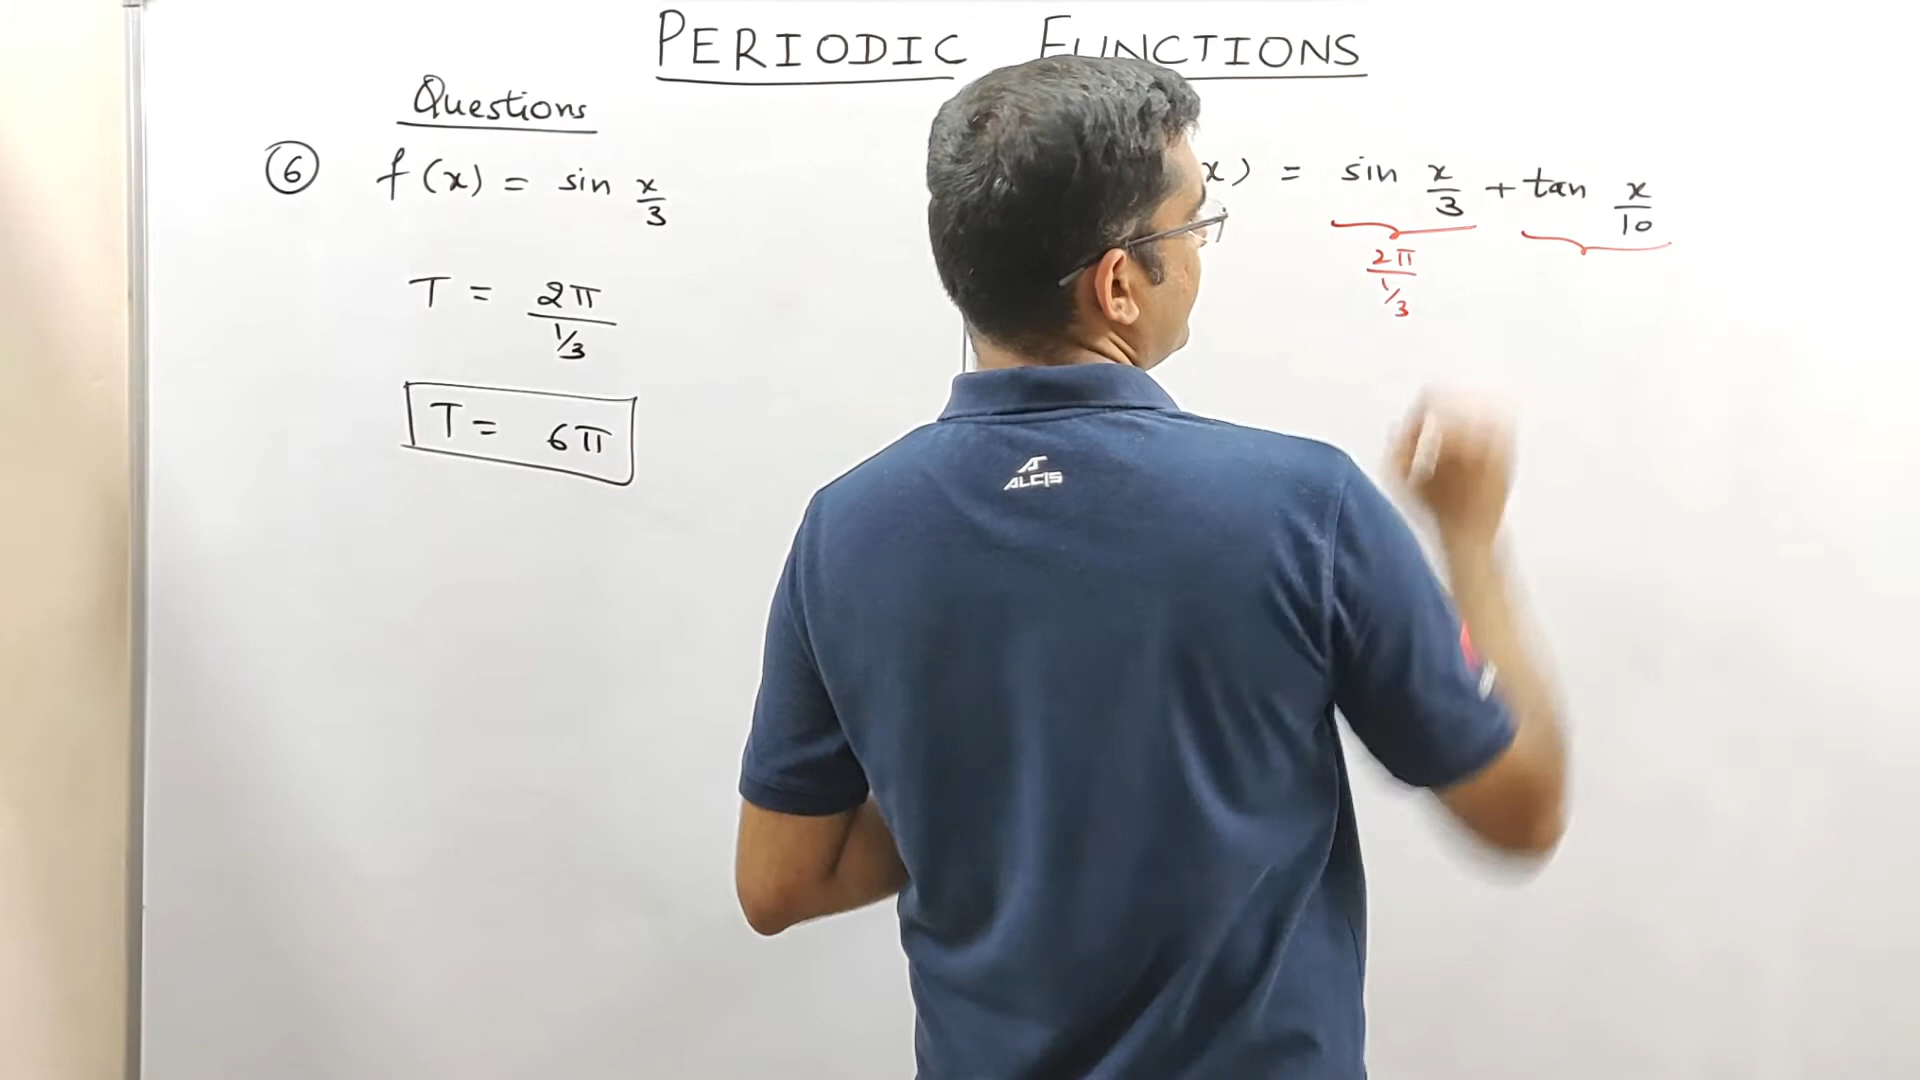 PERIODIC FUNCTIONS
Questions
⑥ f(x) = sin x/3
T = 2π/(1/3)
T = 6π
x) = sin x/3 + tan x/10
2π/(1/3)
ALCIS